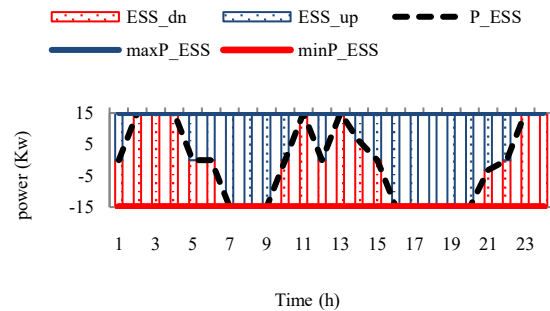 ESS_dn ESS_up P_ESS
maxP_ESS minP_ESS
power (Kw)
15
5
-5
-15
1 3 5 7 9 11 13 15 17 19 21 23
Time (h)